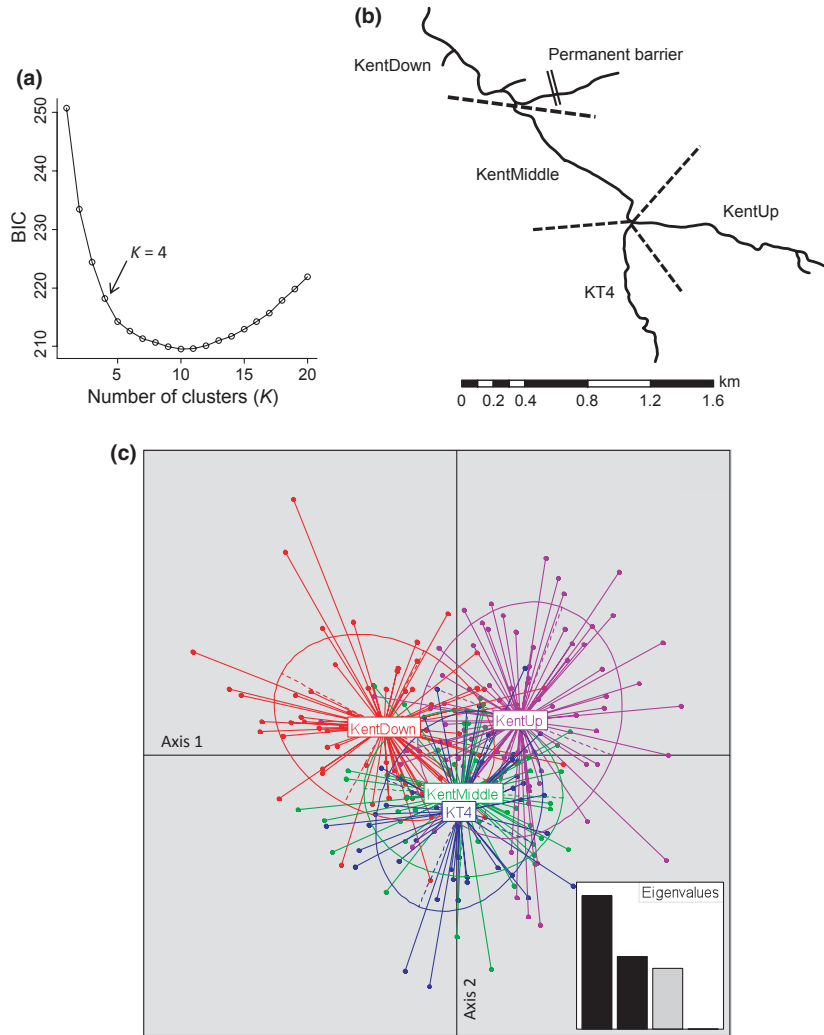 (a)
250
240
230
220
210
BIC
K = 4
5
10
15
20
Number of clusters (K)
(b)
KentDown
Permanent barrier
KentMiddle
KentUp
KT4
km
0
0.2
0.4
0.8
1.2
1.6
(c)
Axis 1
KentDown
KentUp
KentMiddle
KT4
Axis 2
Eigenvalues